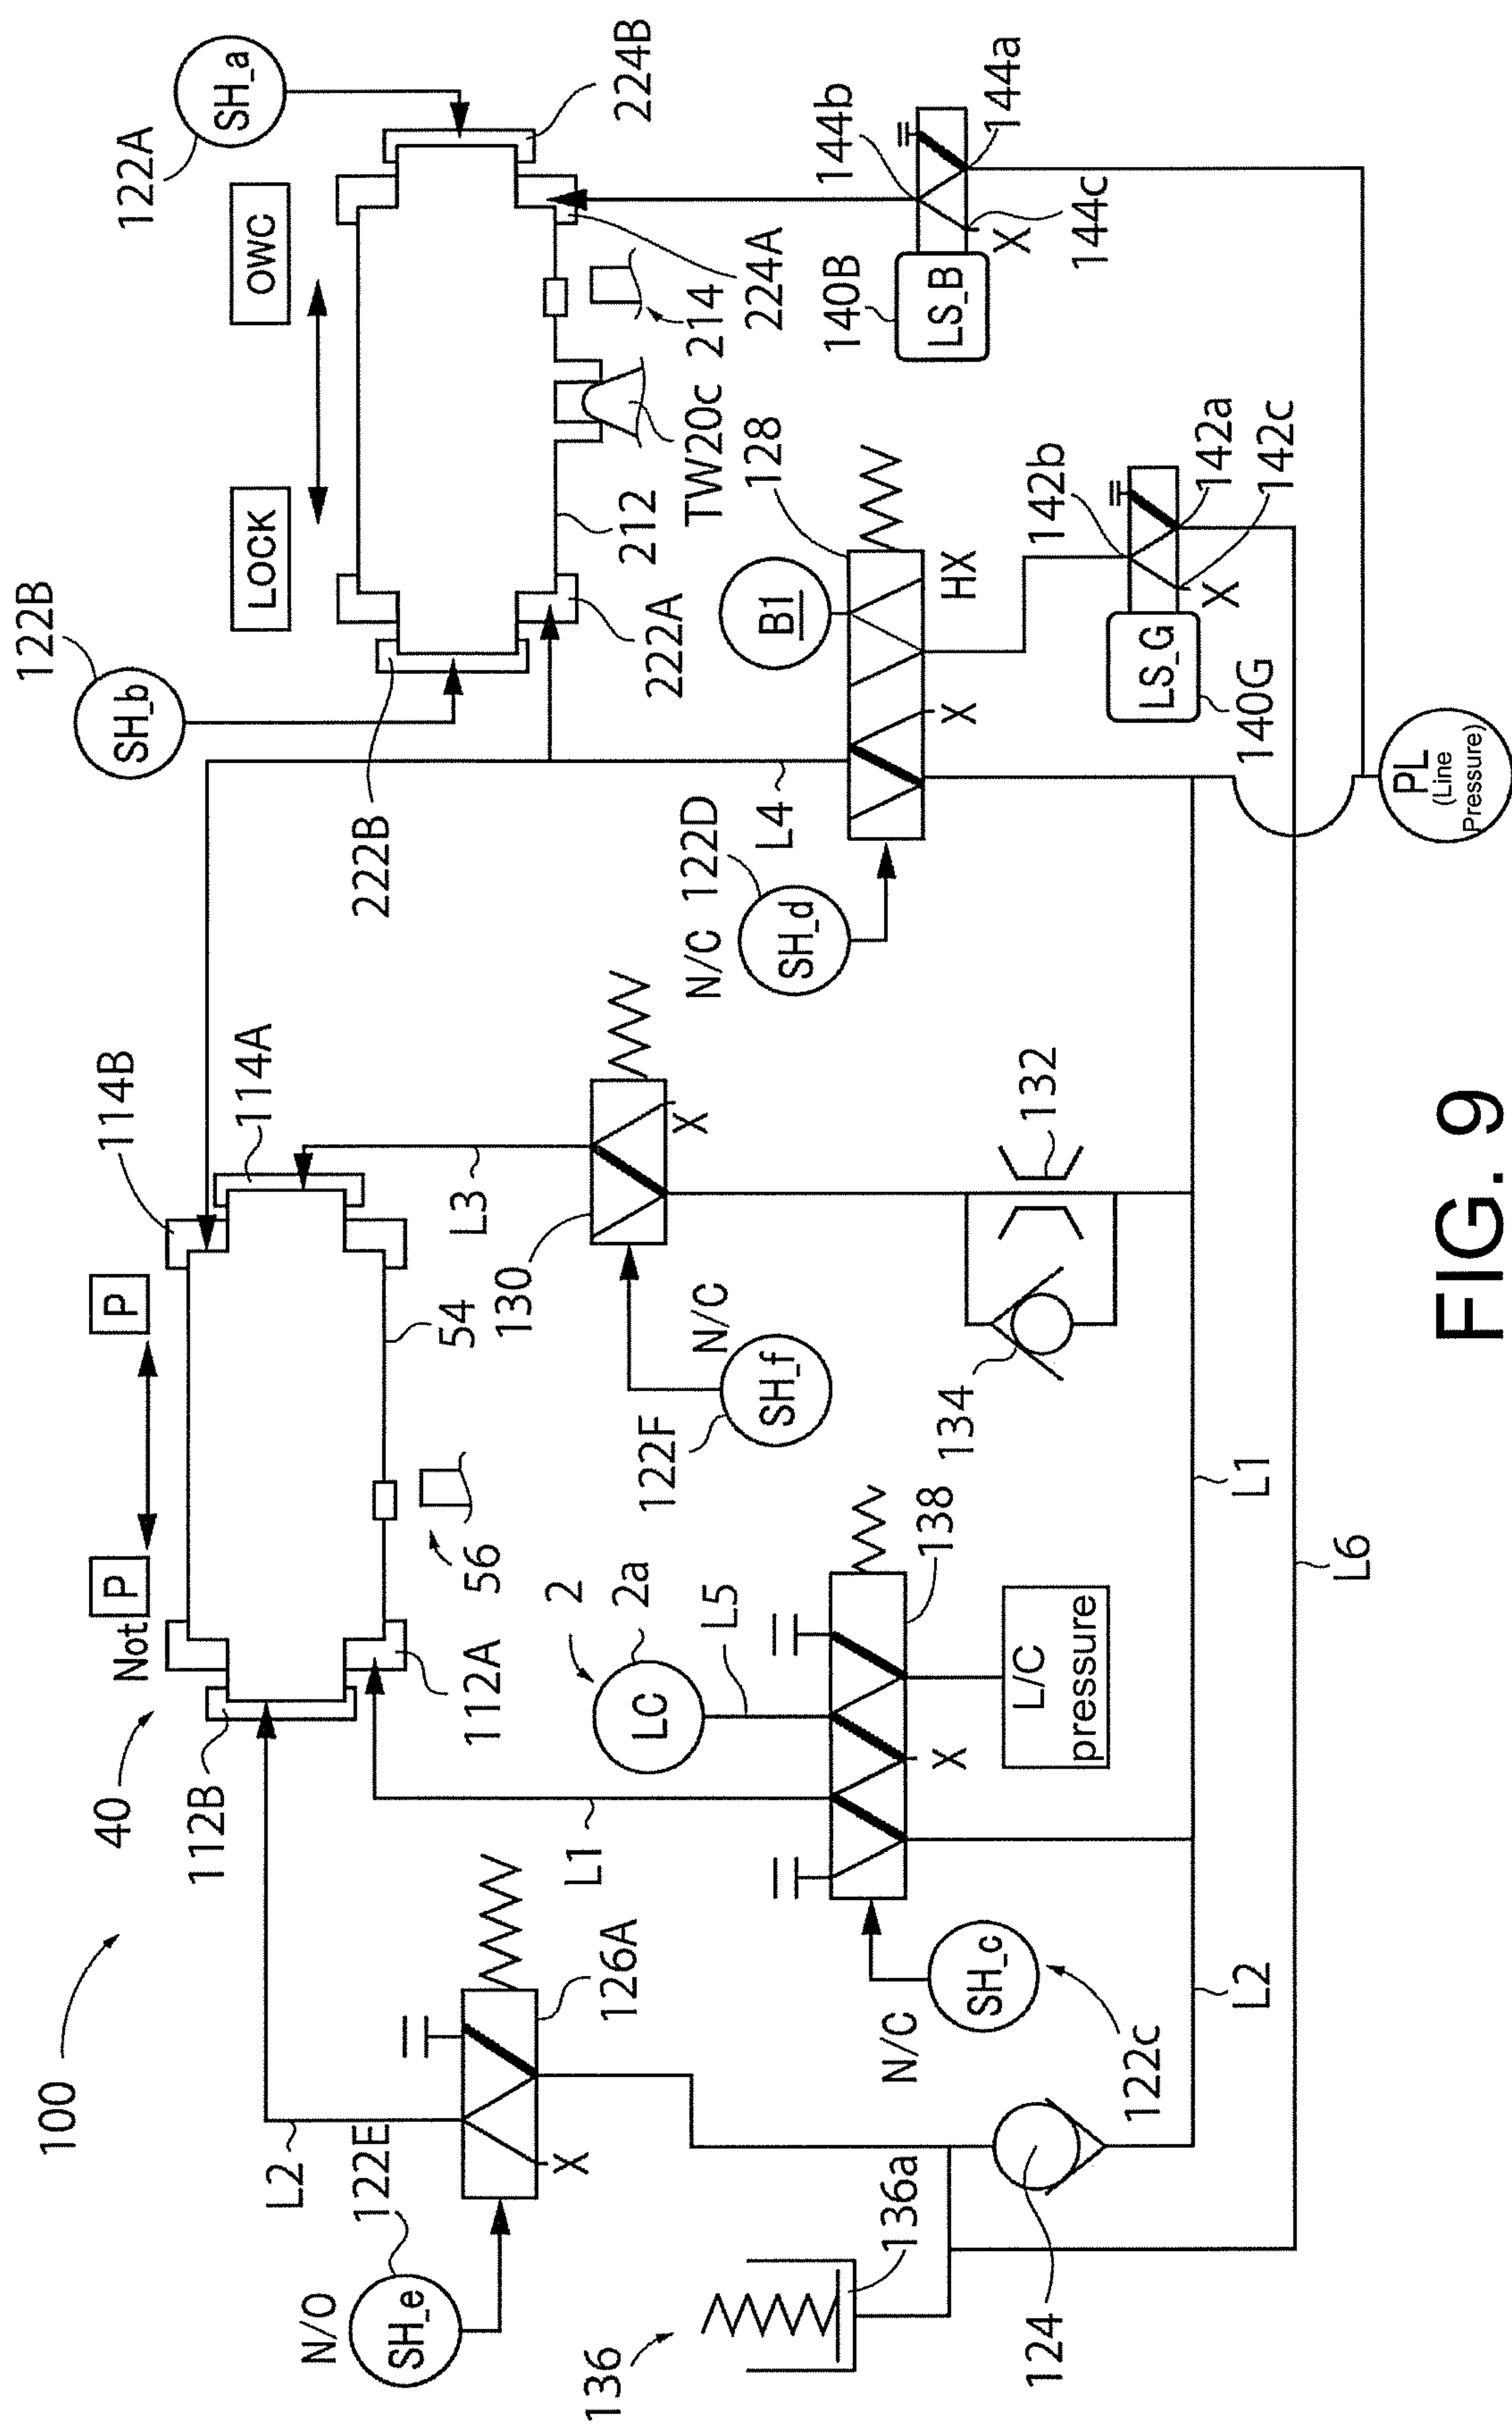 100
40
Not P
P
114B
114A
122B
SH_b
LOCK
OWC
122A
SH_a
112B
112A
56
54
L3
222B
222A
212
TW20c
214
224A
224B
L2
122E
N/O
SH_e
X
126A
L1
2
2a
LC
L5
130
X
122F
SH_f
N/C
N/C
122D
SH_d
L4
128
B1
X
HX
140B
LS_B
144b
144a
144c
X
136
136a
124
N/C
SH_c
122c
138
X
L/C
pressure
134
132
142b
142a
142c
LS_G
140G
X
L2
L1
L6
PL
(Line
Pressure)
FIG. 9